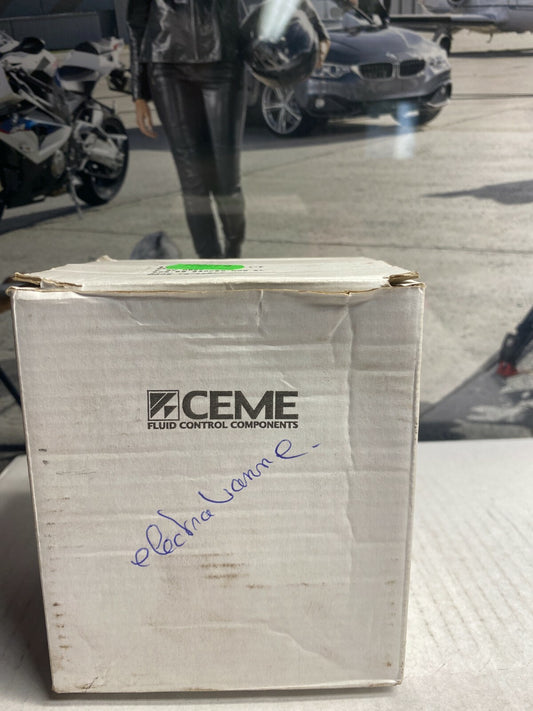 CEME
FLUID CONTROL COMPONENTS
electrovanne.